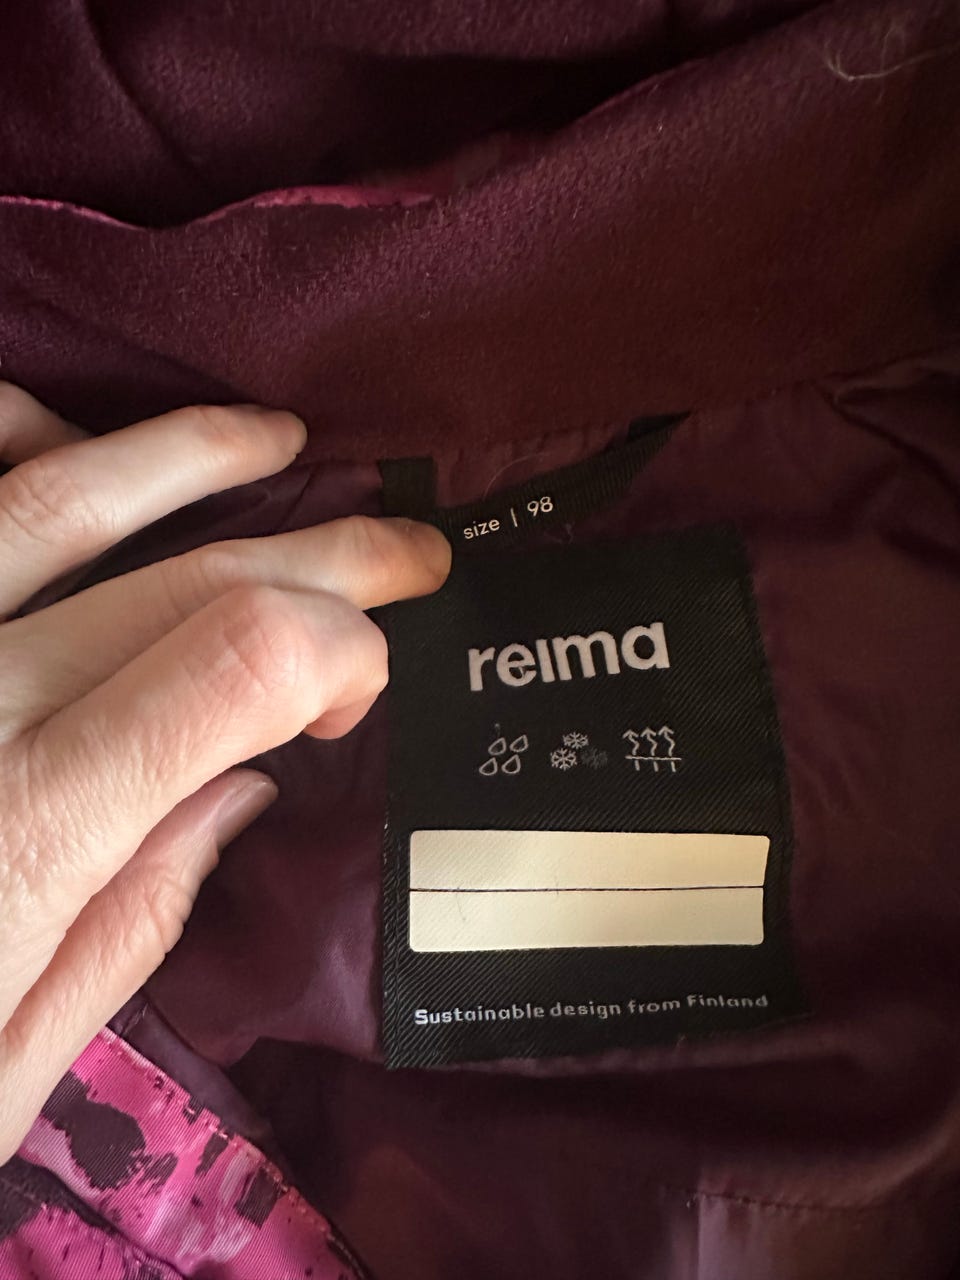 size | 98
reima
Sustainable design from Finland